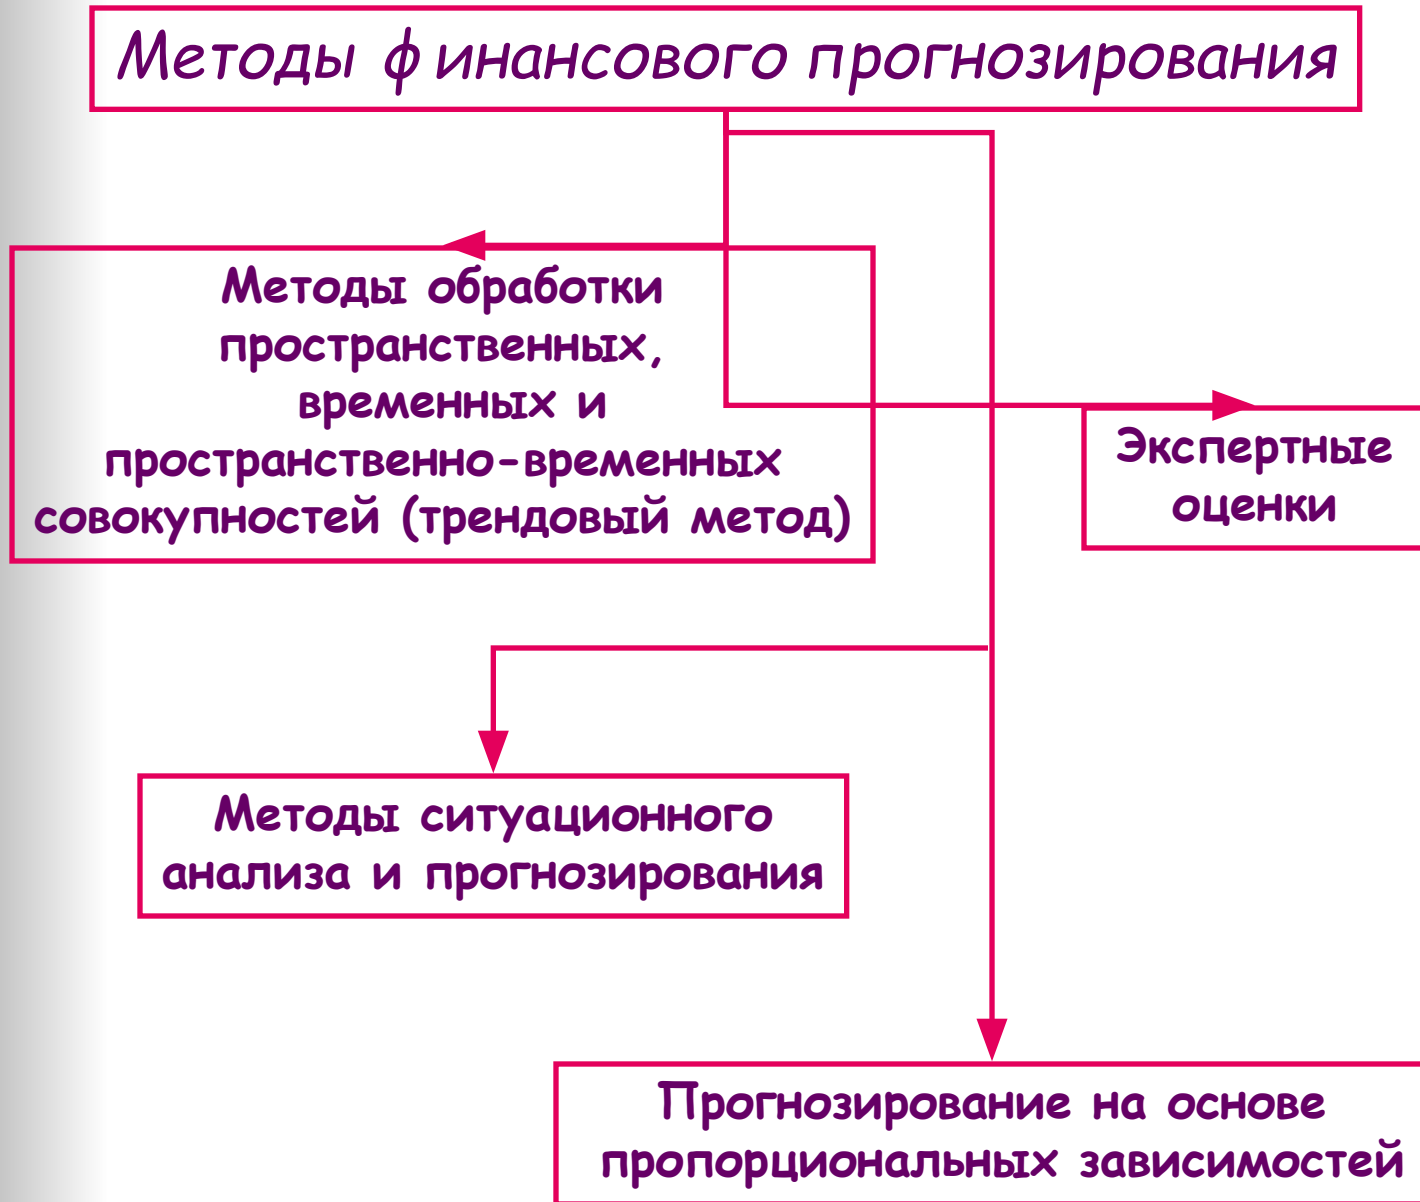 Методы финансового прогнозирования
Методы обработки
пространственных,
временных и
пространственно-временных
совокупностей (трендовый метод)
Экспертные
оценки
Методы ситуационного
анализа и прогнозирования
Прогнозирование на основе
пропорциональных зависимостей